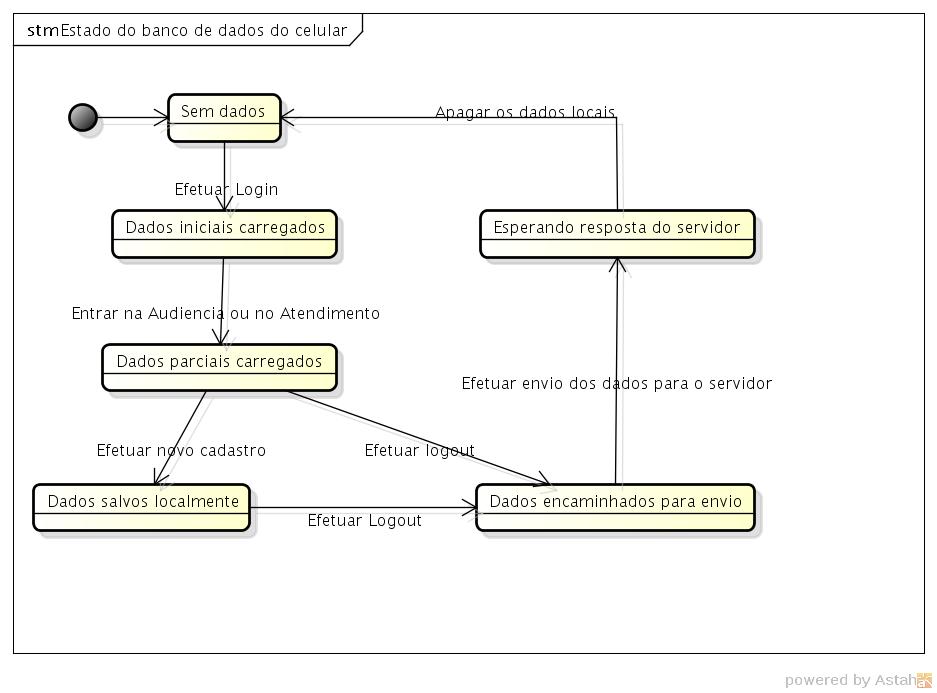 stm Estado do banco de dados do celular
Sem dados
Apagar os dados locais
Efetuar Login
Dados iniciais carregados
Esperando resposta do servidor
Entrar na Audiencia ou no Atendimento
Dados parciais carregados
Efetuar envio dos dados para o servidor
Efetuar novo cadastro
Efetuar logout
Dados salvos localmente
Dados encaminhados para envio
Efetuar Logout
powered by Astah